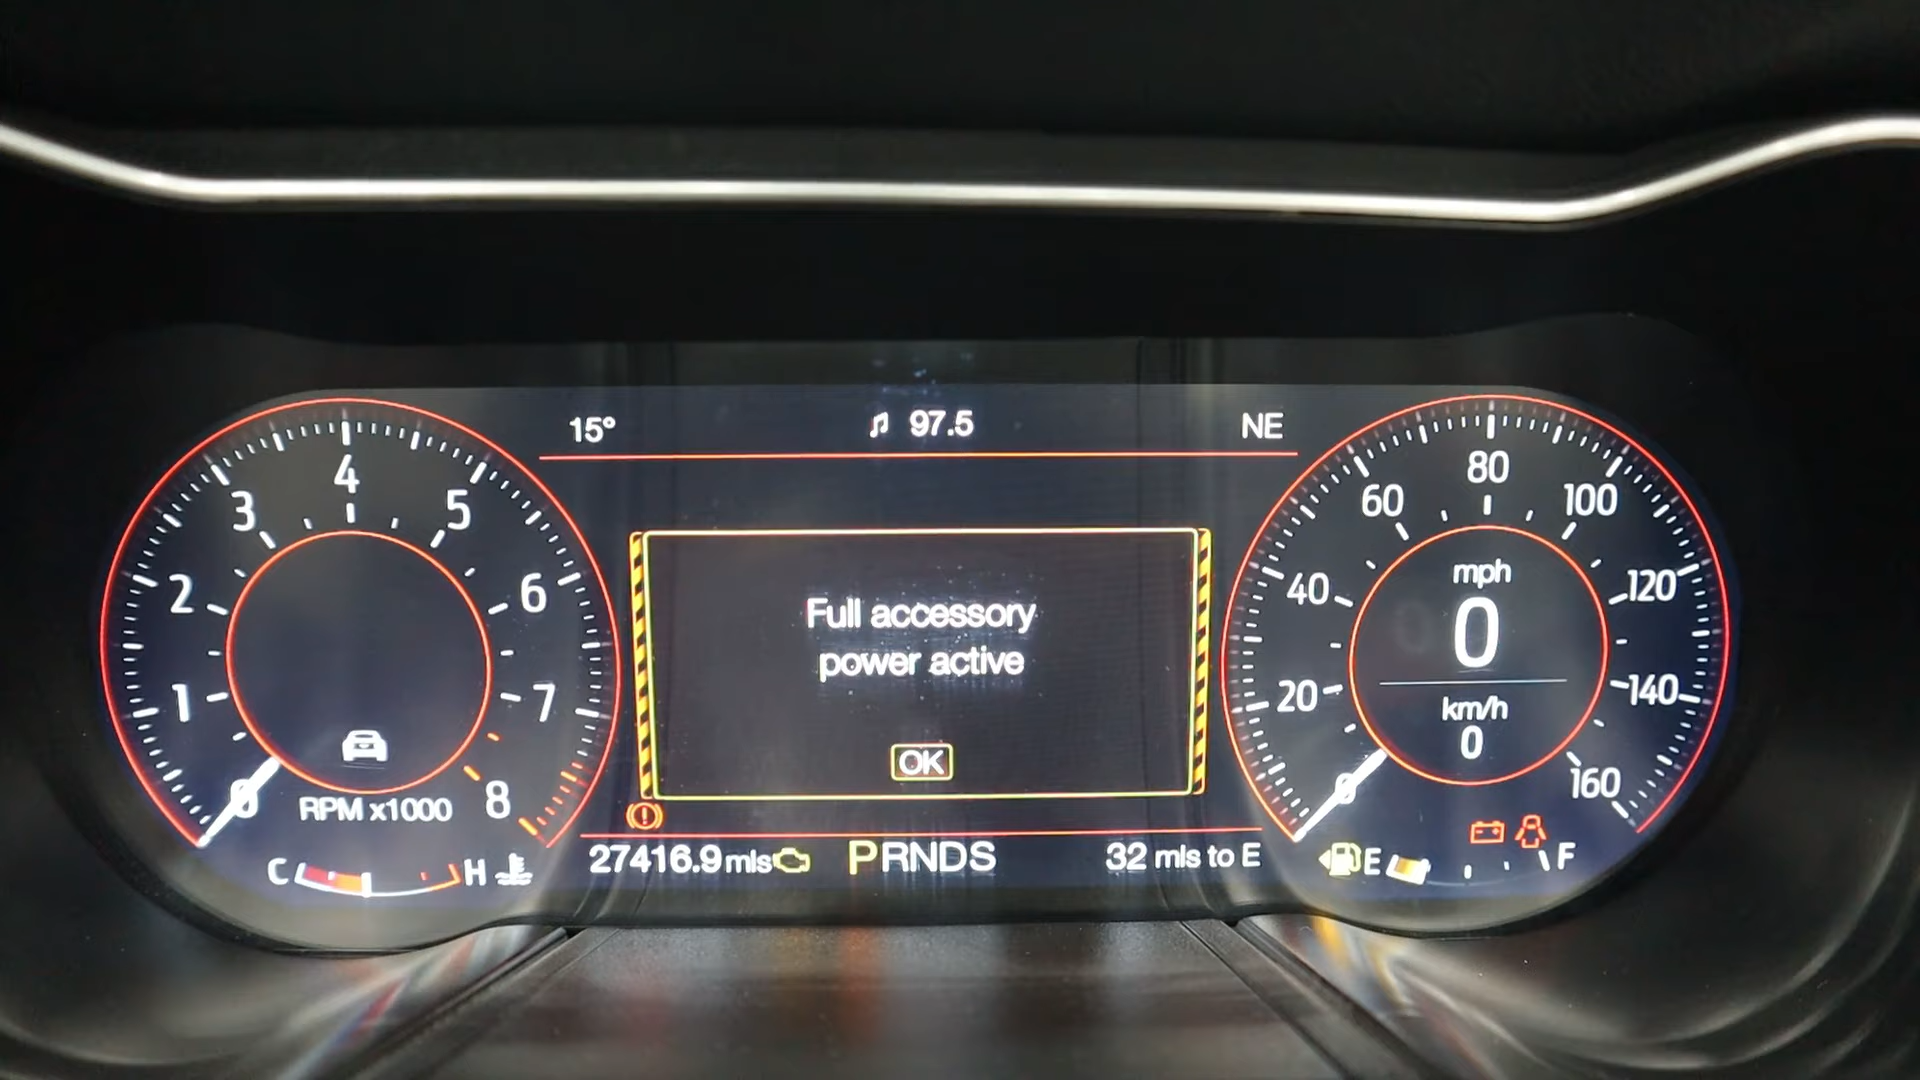 15° 97.5 NE
4
3 5
2 6
1 7
0 8
RPM x1000
C H
Full accessory
power active
OK
80
60 100
40 120
20 140
0 160
mph
0
km/h
0
27416.9 mls PRNDS 32 mls to E
E F